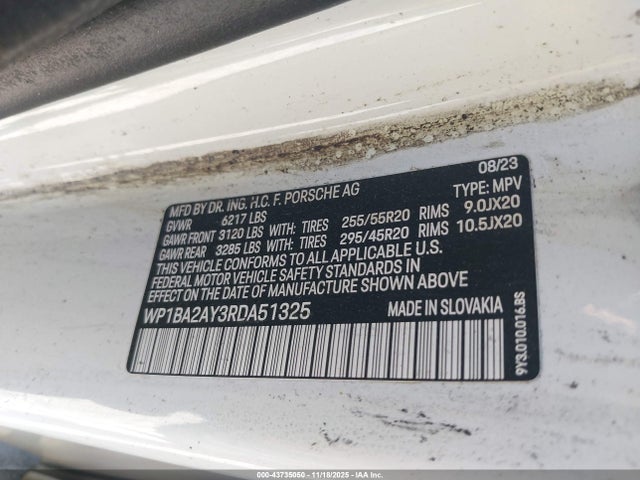 MFD BY DR. ING. H.C. F. PORSCHE AG 08/23
GVWR 6217 LBS TYPE: MPV
GAWR FRONT 3120 LBS WITH: TIRES 255/55R20 RIMS 9.0JX20
GAWR REAR 3285 LBS WITH: TIRES 295/45R20 RIMS 10.5JX20
THIS VEHICLE CONFORMS TO ALL APPLICABLE U.S.
FEDERAL MOTOR VEHICLE SAFETY STANDARDS IN
EFFECT ON THE DATE OF MANUFACTURE SHOWN ABOVE
WP1BA2AY3RDA51325 MADE IN SLOVAKIA
9Y3.010.016.BS
000-43735050 11/18/2025 IAAI.COM